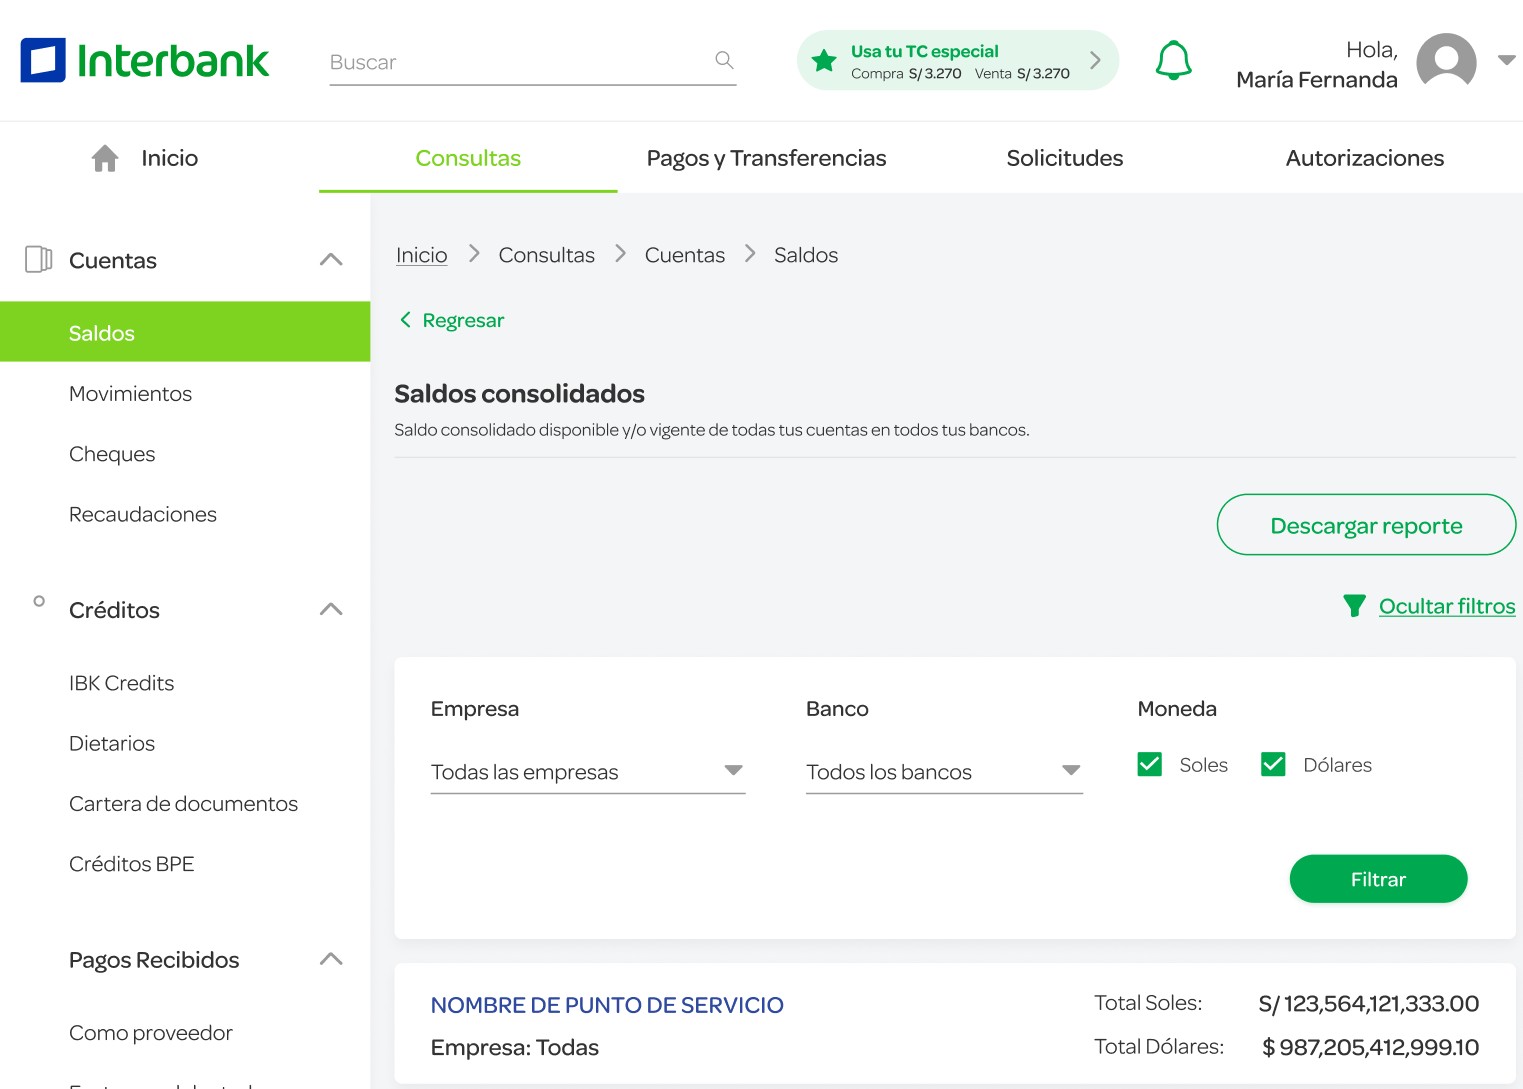 Interbank
Buscar
Usa tu TC especial
Compra S/ 3.270 Venta S/ 3.270
Hola,
María Fernanda
Inicio
Consultas
Pagos y Transferencias
Solicitudes
Autorizaciones
Cuentas
Saldos
Movimientos
Cheques
Recaudaciones
Créditos
IBK Credits
Dietarios
Cartera de documentos
Créditos BPE
Pagos Recibidos
Como proveedor
Inicio > Consultas > Cuentas > Saldos
Regresar
Saldos consolidados
Saldo consolidado disponible y/o vigente de todas tus cuentas en todos tus bancos.
Descargar reporte
Ocultar filtros
Empresa
Todas las empresas
Banco
Todos los bancos
Moneda
Soles
Dólares
Filtrar
NOMBRE DE PUNTO DE SERVICIO
Empresa: Todas
Total Soles: S/ 123,564,121,333.00
Total Dólares: $ 987,205,412,999.10